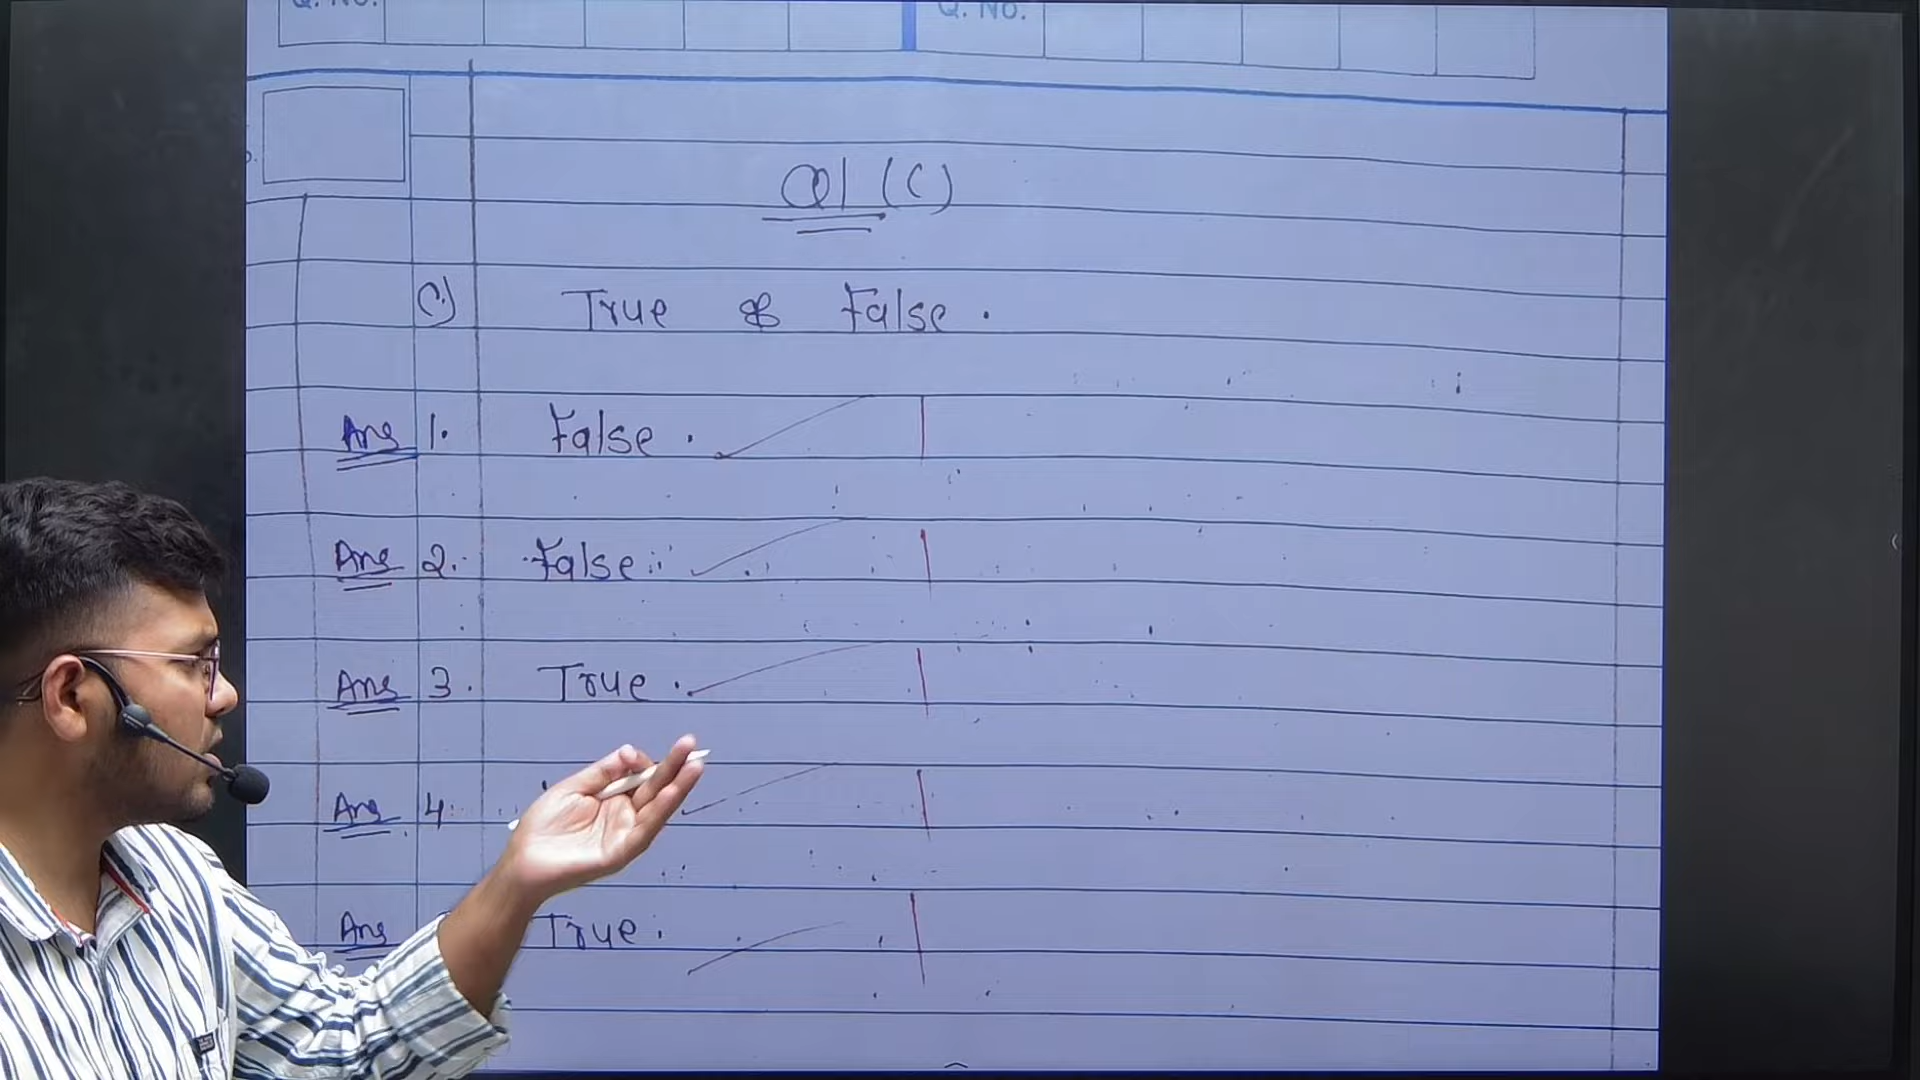 Q. No. Q. No.
Q1 (C)
C) True & False.
Ans 1. False.
Ans 2. False.
Ans 3. True.
Ans 4.
Ans True.